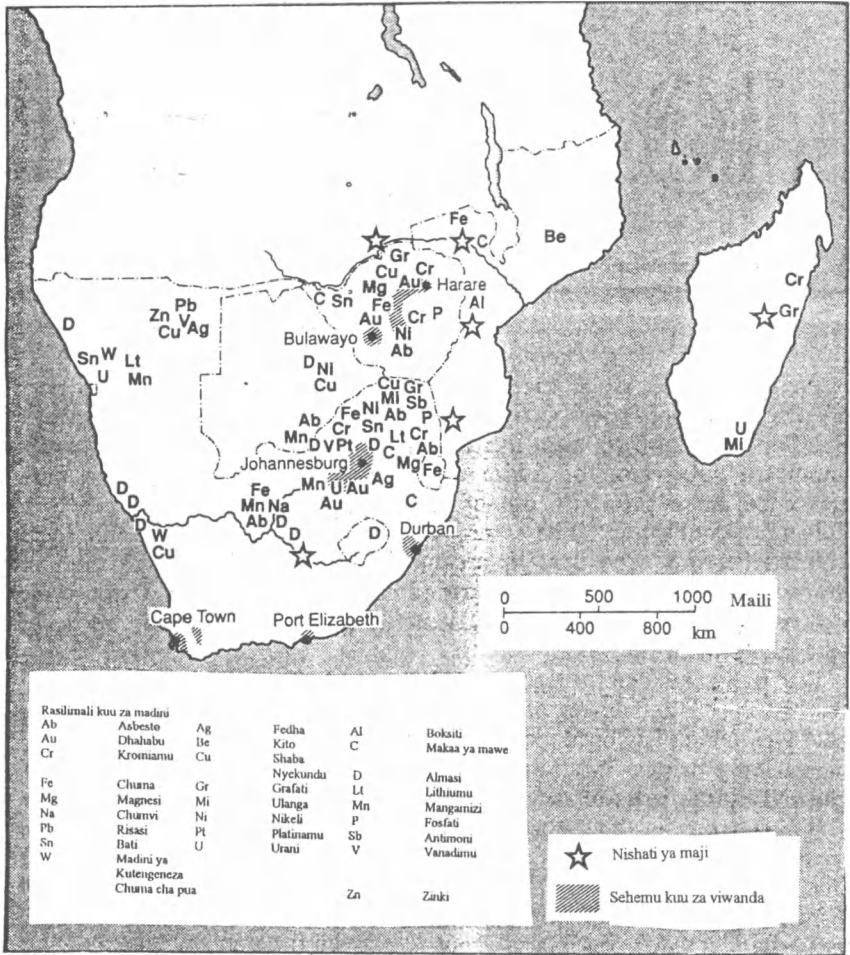 Fe
C
Be
Gr
Cu Cr
Mg Au Harare
C Sn
Fe
Al
Au
Cr P
Bulawayo
Ni
Ab
Cr
Gr
U
Mi
Pb
Zn V
Cu Ag
D
Sn W Lt
U Mn
D Ni
Cu
Cu Gr
Mi Sb
Fe Ni Ab P
Ab Cr Sn
Mn Lt Cr
D V Pt D C Ab
Johannesburg Mg Fe
Mn U Au Ag
Au C
Fe
Mn Na
Ab D
D
D
D
D
D
W
Cu
D
Durban
Cape Town
Port Elizabeth
0 500 1000 Maili
0 400 800 km
Rasilimali kuu za madini
Ab Asbesto Ag Fedha Al Boksiti
Au Dhahabu Be Kito C Makaa ya mawe
Cr Kromiamu Cu Shaba
Nyekundu D Almasi
Fe Chuma Gr Grafati Lt Lithiumu
Mg Magnesi Mi Ulanga Mn Mangamizi
Na Chumvi Ni Nikeli P Fosfati
Pb Risasi Pt Platinamu Sb Antimoni
Sn Bati U Urani V Vanadimu
W Madini ya
Kutengeneza
Chuma cha pua Zn Zinki
Nishati ya maji
Sehemu kuu za viwanda